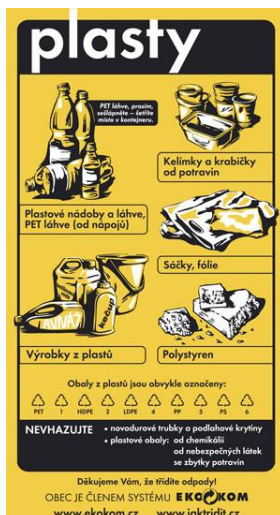 plasty
PET láhve, prosím,
sešlápněte – šetříte
místo v kontejneru.
Kelímky a krabičky
od potravin
Plastové nádoby a láhve,
PET láhve (od nápojů)
Sáčky, fólie
kečup
Výrobky z plastů
Polystyren
Obaly z plastů jsou obvykle označeny:
PET 1 HDPE 2 LDPE 4 PP 5 PS 6
NEVHAZUJTE
• novodurové trubky a podlahové krytiny
• plastové obaly: od chemikálií
od nebezpečných látek
se zbytky potravin
Děkujeme Vám, že třídíte odpady!
OBEC JE ČLENEM SYSTÉMU EKOKOM
www.ekokom.cz www.jaktridit.cz